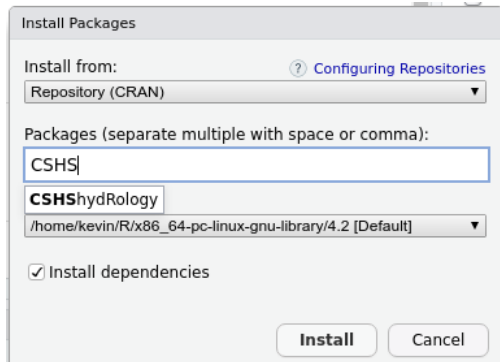 Install Packages
Install from:
? Configuring Repositories
Repository (CRAN)
Packages (separate multiple with space or comma):
CSHS
CSHShydRology
/home/kevin/R/x86_64-pc-linux-gnu-library/4.2 [Default]
Install dependencies
Install Cancel